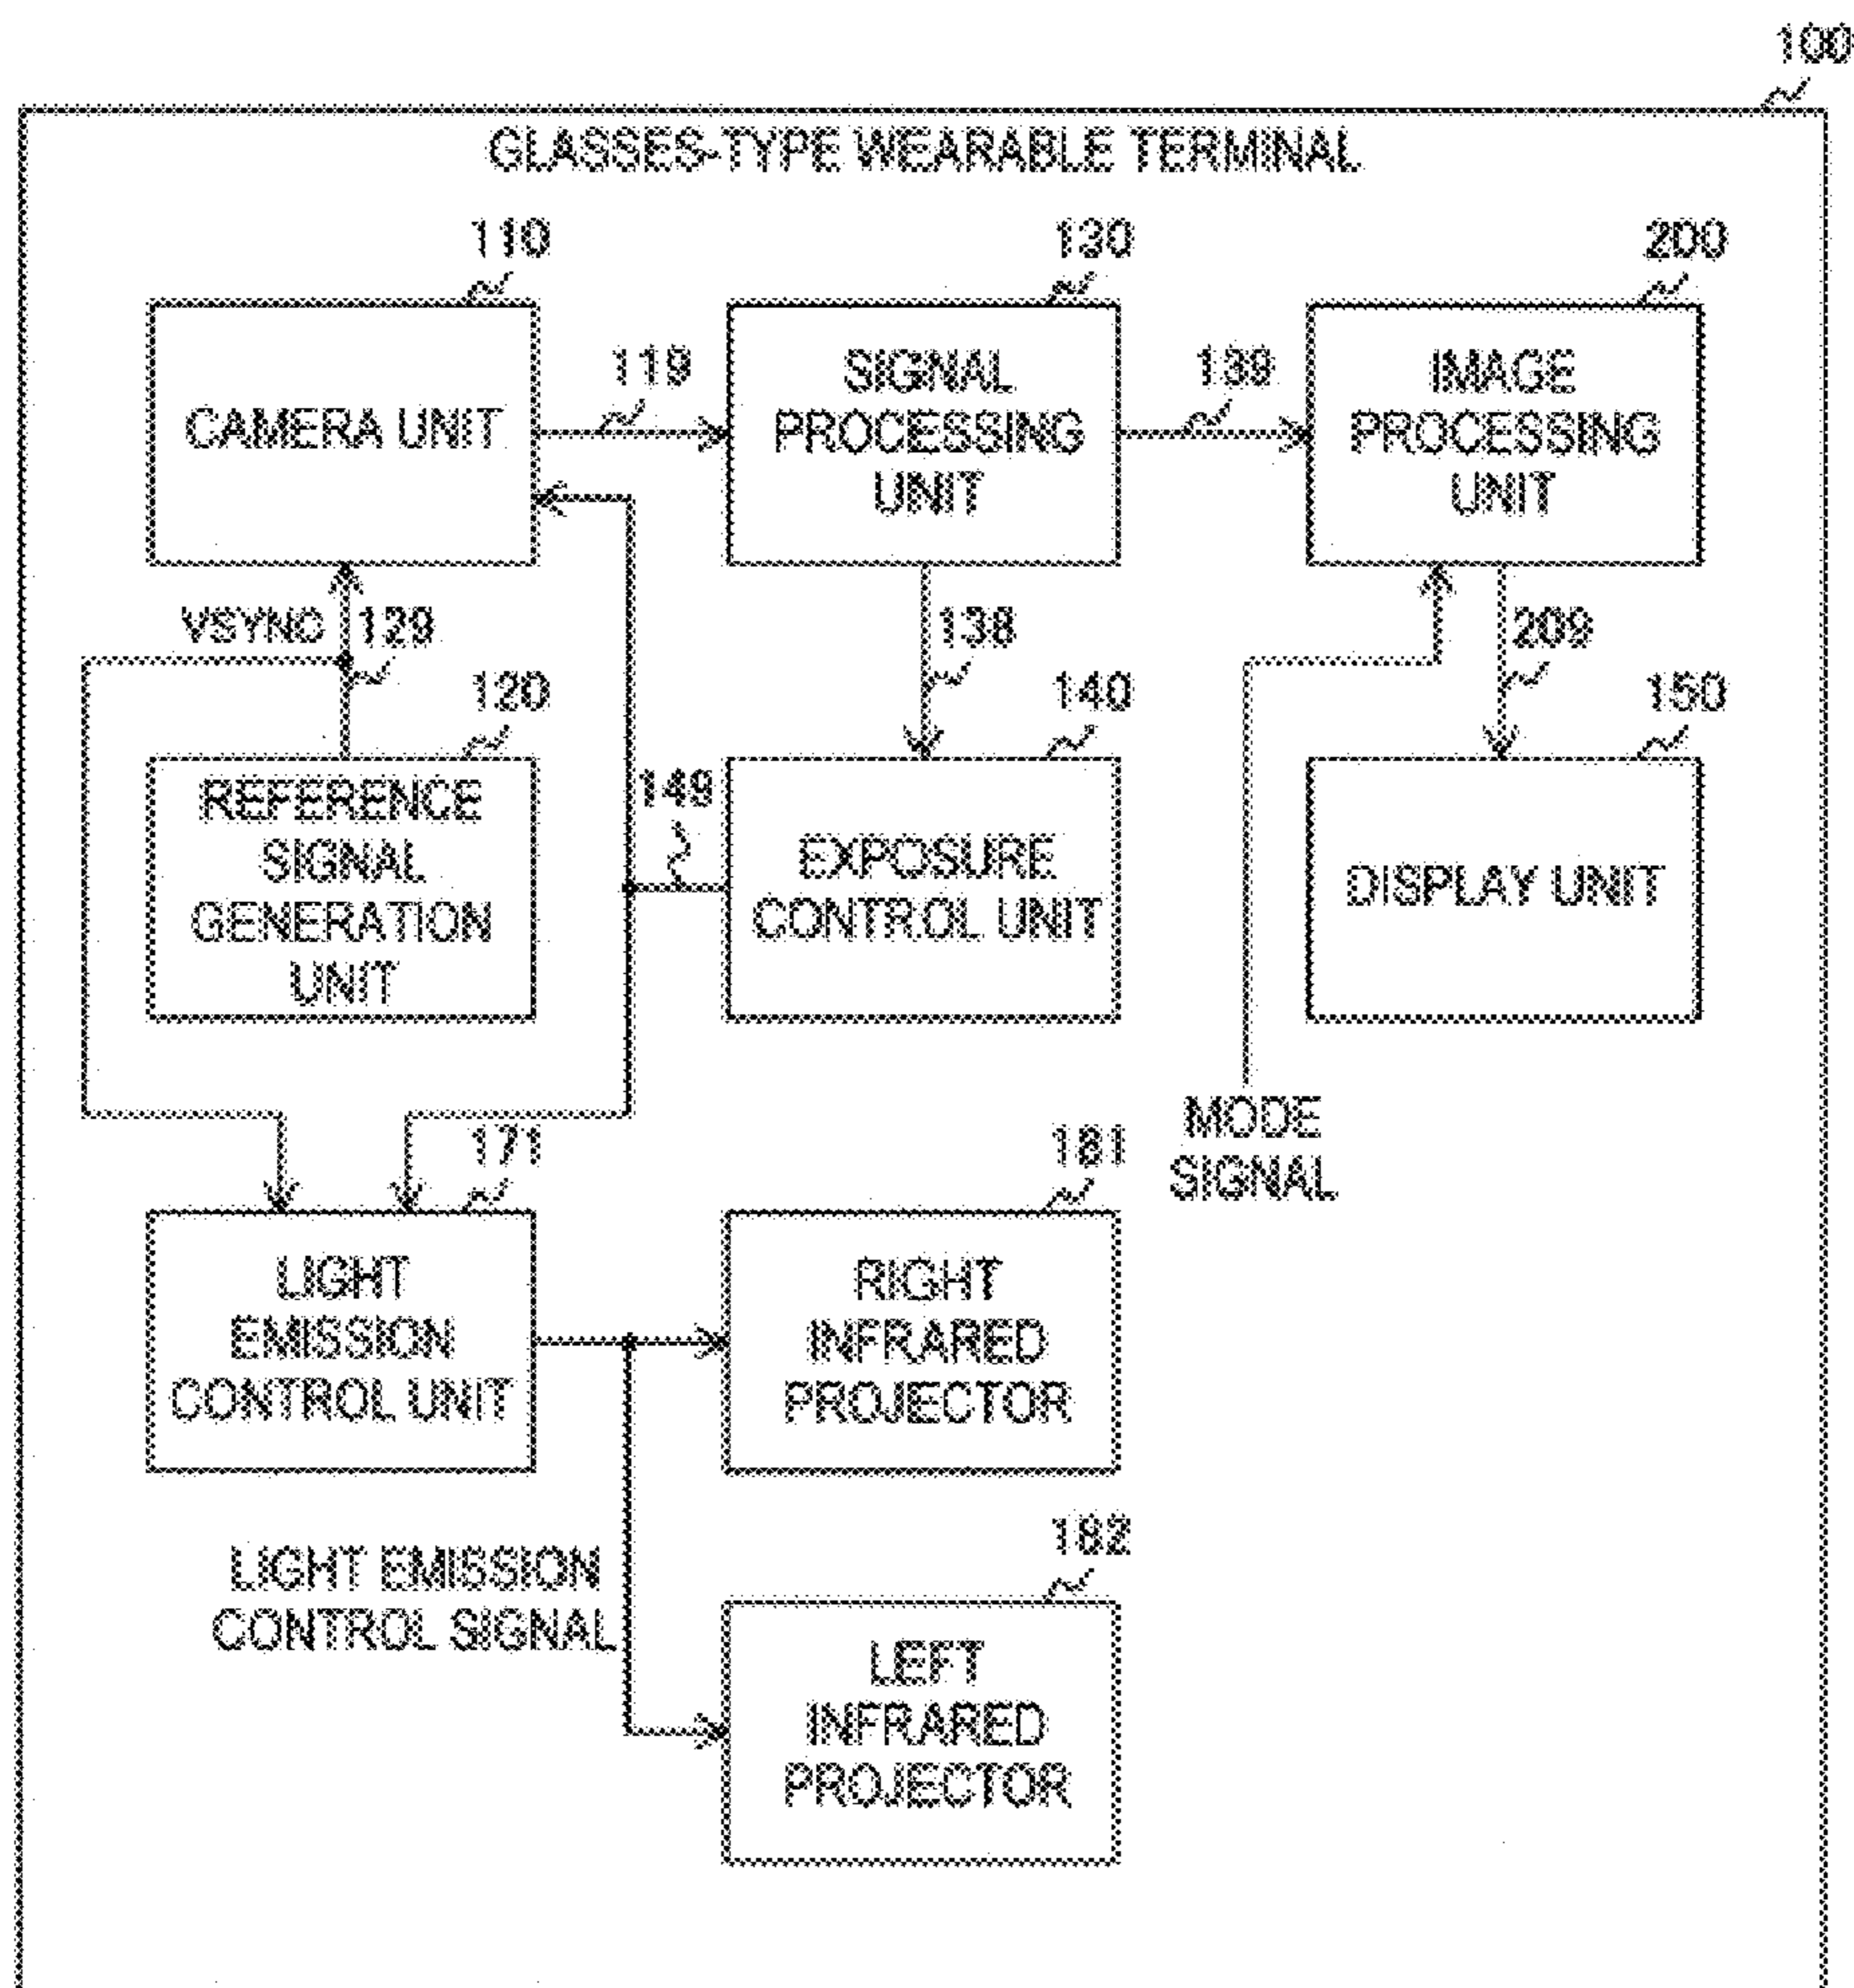 100
GLASSES-TYPE WEARABLE TERMINAL
110
130
200
CAMERA UNIT
119
SIGNAL
PROCESSING
UNIT
139
IMAGE
PROCESSING
UNIT
VSYNC
129
138
209
120
140
150
REFERENCE
SIGNAL
GENERATION
UNIT
149
EXPOSURE
CONTROL UNIT
DISPLAY UNIT
MODE
SIGNAL
171
181
LIGHT
EMISSION
CONTROL UNIT
RIGHT
INFRARED
PROJECTOR
LIGHT EMISSION
CONTROL SIGNAL
182
LEFT
INFRARED
PROJECTOR